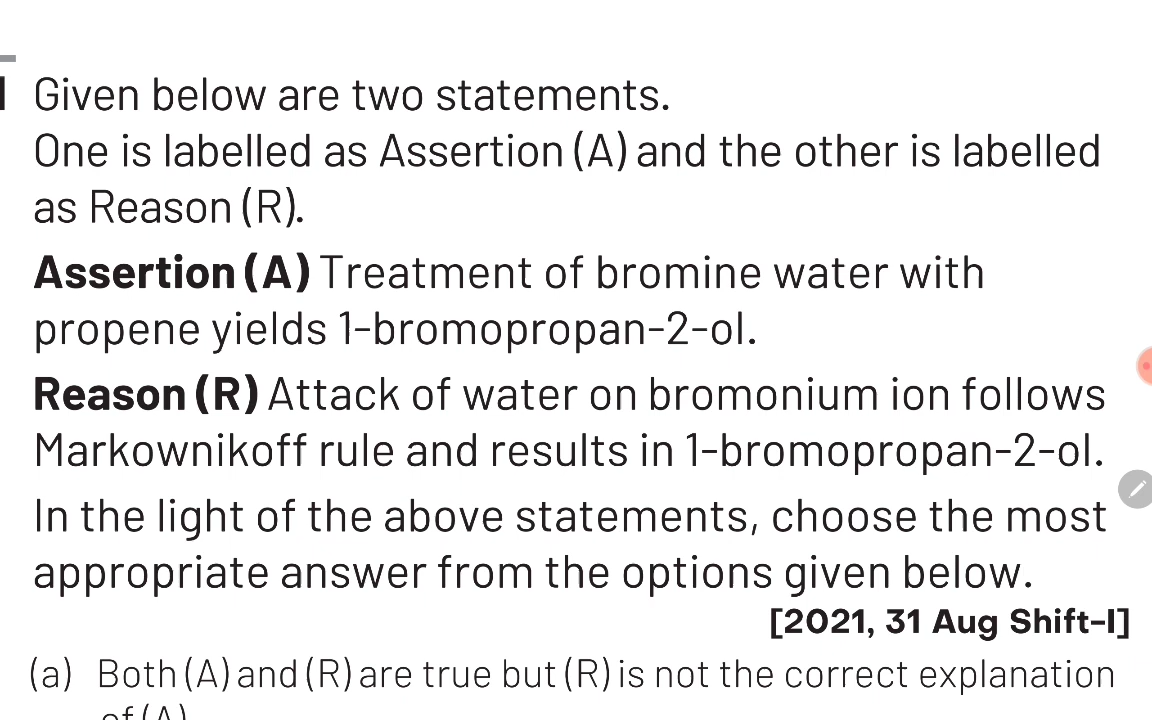 Given below are two statements.
One is labelled as Assertion (A) and the other is labelled
as Reason (R).
Assertion (A) Treatment of bromine water with
propene yields 1-bromopropan-2-ol.
Reason (R) Attack of water on bromonium ion follows
Markownikoff rule and results in 1-bromopropan-2-ol.
In the light of the above statements, choose the most
appropriate answer from the options given below.
[2021, 31 Aug Shift-I]
(a) Both (A) and (R) are true but (R) is not the correct explanation
of (A)